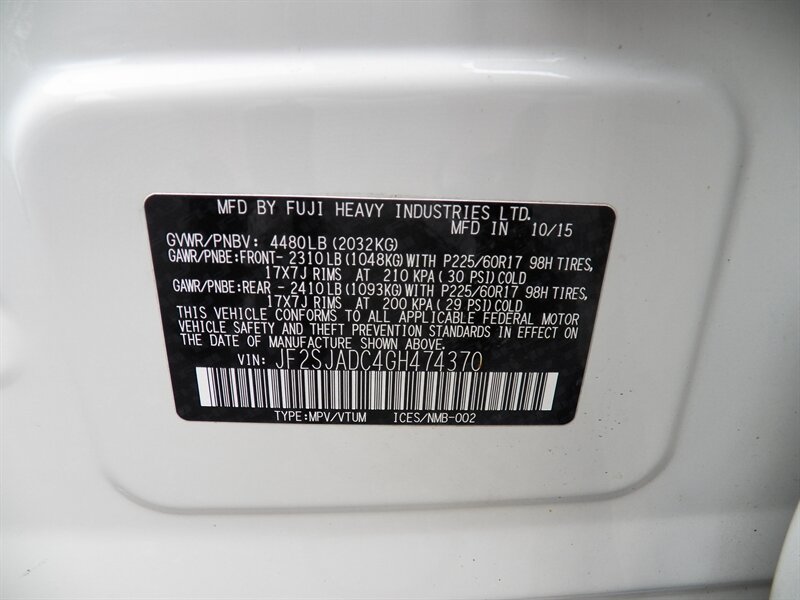 MFD BY FUJI HEAVY INDUSTRIES LTD.
MFD IN 10/15
GVWR/PNBV: 4480LB (2032KG)
GAWR/PNBE:FRONT- 2310LB (1048KG)WITH P225/60R17 98H TIRES,
17X7J RIMS AT 210 KPA ( 30 PSI)COLD
GAWR/PNBE:REAR - 2410LB (1093KG)WITH P225/60R17 98H TIRES,
17X7J RIMS AT 200 KPA ( 29 PSI) COLD
THIS VEHICLE CONFORMS TO ALL APPLICABLE FEDERAL MOTOR
VEHICLE SAFETY AND THEFT PREVENTION STANDARDS IN EFFECT ON
THE DATE OF MANUFACTURE SHOWN ABOVE.
VIN: JF2SJADC4GH474370
TYPE:MPV/VTUM ICES/NMB-002